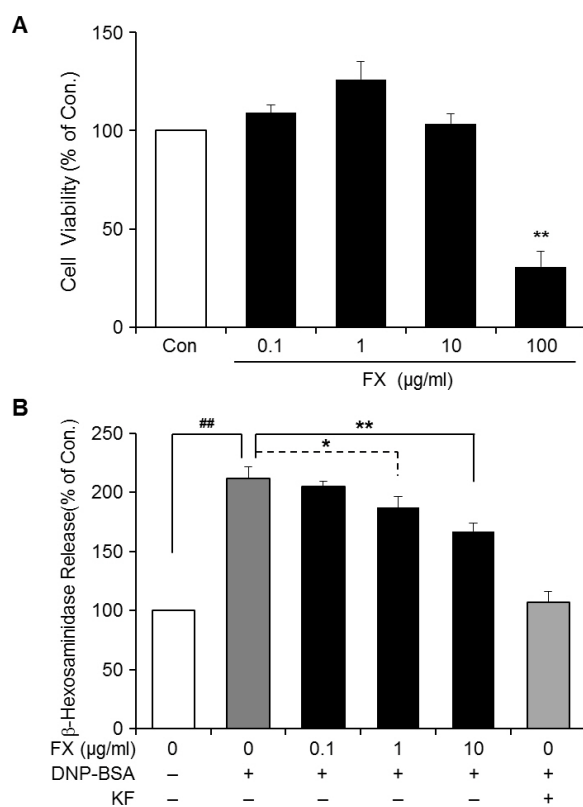 A
Cell Viability (% of Con.)
150
100
50
0
**
Con
0.1
1
10
100
FX (μg/ml)
B
β-Hexosaminidase Release(% of Con.)
250
200
150
100
50
0
##
**
*
FX (μg/ml) 0 0 0.1 1 10 0
DNP-BSA – + + + + +
KF – – – – – +